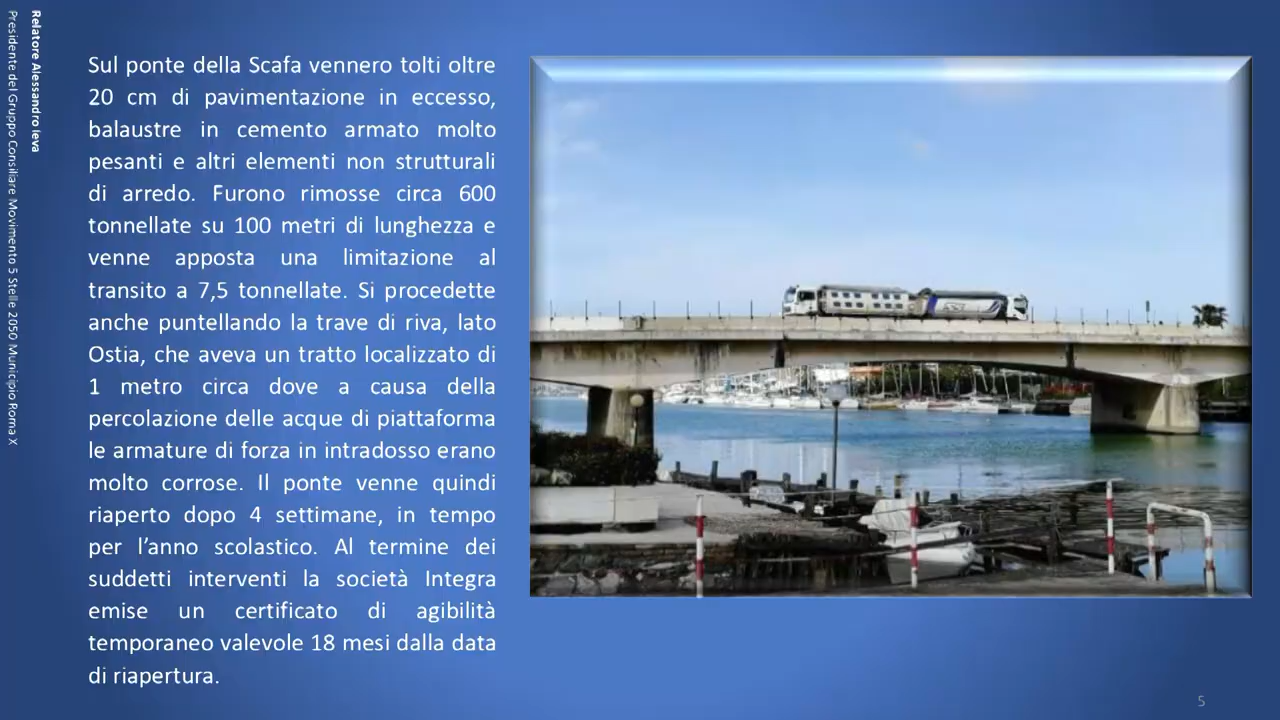 Relatore Alessandro Ieva
Presidente del Gruppo Consiliare Movimento 5 Stelle 2050 Municipio Roma X
Sul ponte della Scafa vennero tolti oltre
20 cm di pavimentazione in eccesso,
balaustre in cemento armato molto
pesanti e altri elementi non strutturali
di arredo. Furono rimosse circa 600
tonnellate su 100 metri di lunghezza e
venne apposta una limitazione al
transito a 7,5 tonnellate. Si procedette
anche puntellando la trave di riva, lato
Ostia, che aveva un tratto localizzato di
1 metro circa dove a causa della
percolazione delle acque di piattaforma
le armature di forza in intradosso erano
molto corrose. Il ponte venne quindi
riaperto dopo 4 settimane, in tempo
per l’anno scolastico. Al termine dei
suddetti interventi la società Integra
emise un certificato di agibilità
temporaneo valevole 18 mesi dalla data
di riapertura.
5